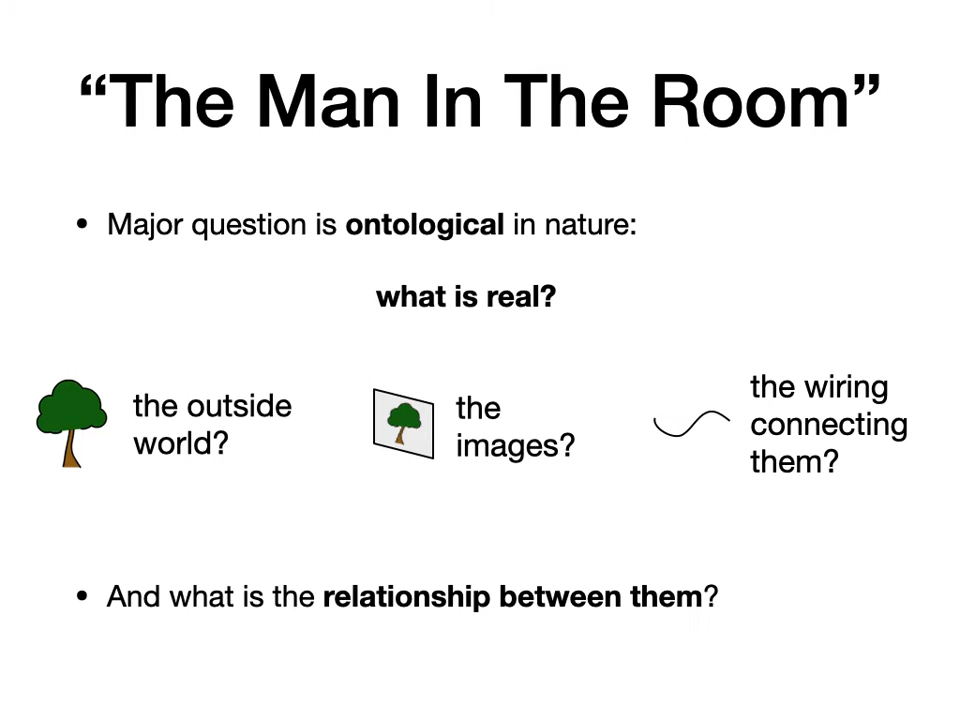 “The Man In The Room”
• Major question is ontological in nature:
what is real?
the outside
world?
the
images?
the wiring
connecting
them?
• And what is the relationship between them?